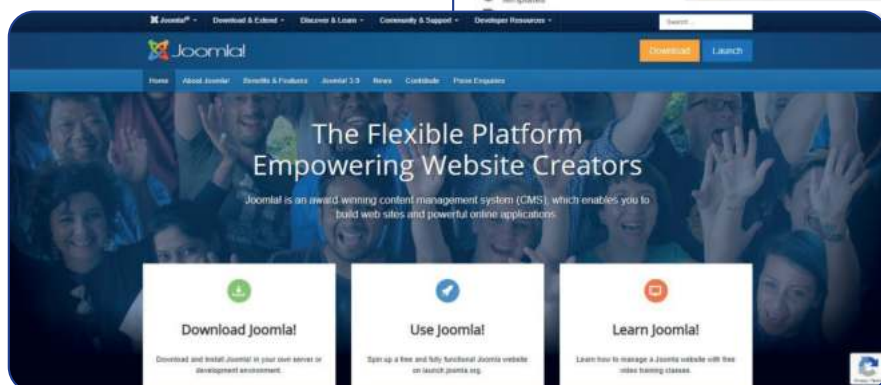 Templates
Joomla!® Download & Extend Discover & Learn Community & Support Developer Resources Search ...
Joomla! Download Launch
Home About Joomla! Benefits & Features Joomla! 3.9 News Contribute Press Enquiries
The Flexible Platform
Empowering Website Creators
Joomla! is an award-winning content management system (CMS), which enables you to
build web sites and powerful online applications.
Download Joomla! Use Joomla! Learn Joomla!
Download and install Joomla! in your own server or Spin up a free and fully functional Joomla website Learn how to manage a Joomla website with free
development environment. on launch.joomla.org. video training classes.